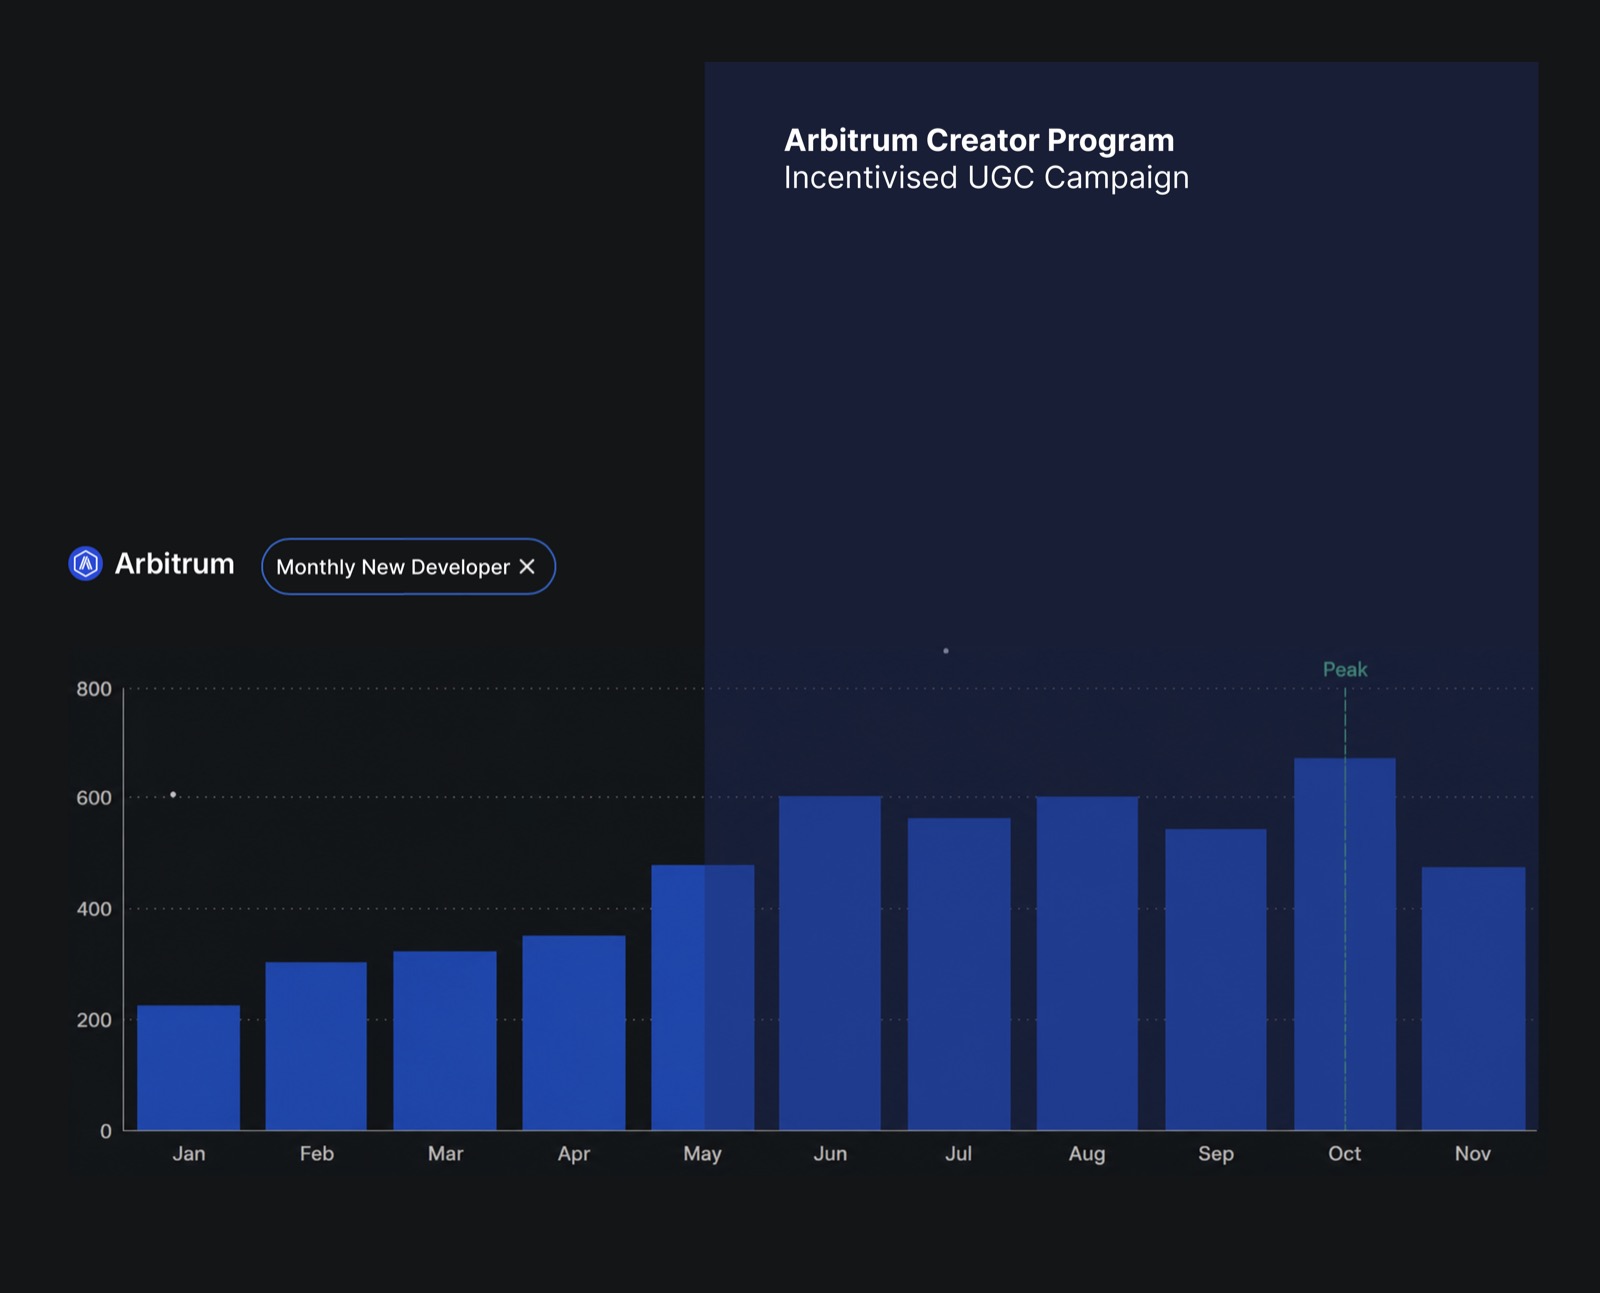 Arbitrum Creator Program
Incentivised UGC Campaign
Arbitrum
Monthly New Developer ✕
Peak
800
600
400
200
0
Jan Feb Mar Apr May Jun Jul Aug Sep Oct Nov